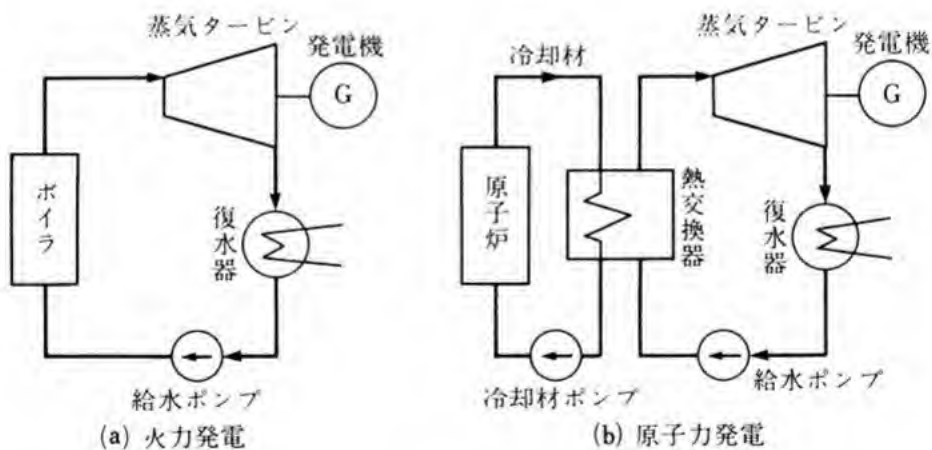 蒸気タービン
発電機
G
ボイラ
復水器
給水ポンプ
(a) 火力発電
蒸気タービン
発電機
冷却材
G
原子炉
熱交換器
復水器
冷却材ポンプ
給水ポンプ
(b) 原子力発電